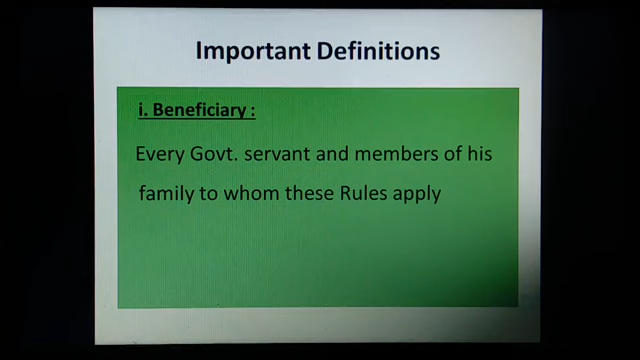 Important Definitions
i. Beneficiary :
Every Govt. servant and members of his
family to whom these Rules apply